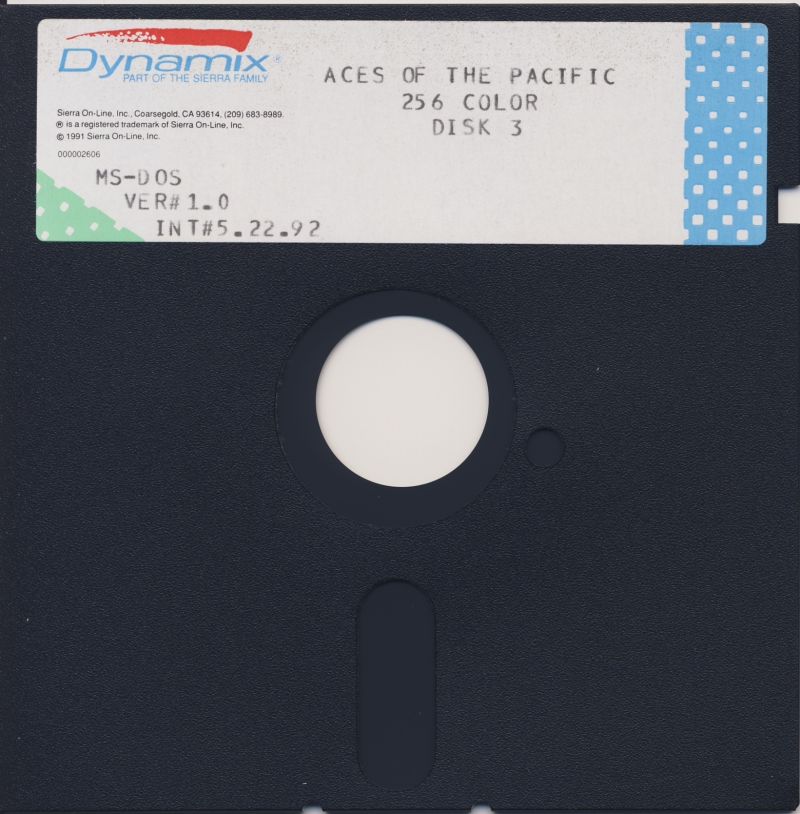 Dynamix®
PART OF THE SIERRA FAMILY
ACES OF THE PACIFIC
256 COLOR
DISK 3
Sierra On-Line, Inc., Coarsegold, CA 93614, (209) 683-8989.
® is a registered trademark of Sierra On-Line, Inc.
© 1991 Sierra On-Line, Inc.
000002606
MS-DOS
VER# 1.0
INT#5.22.92